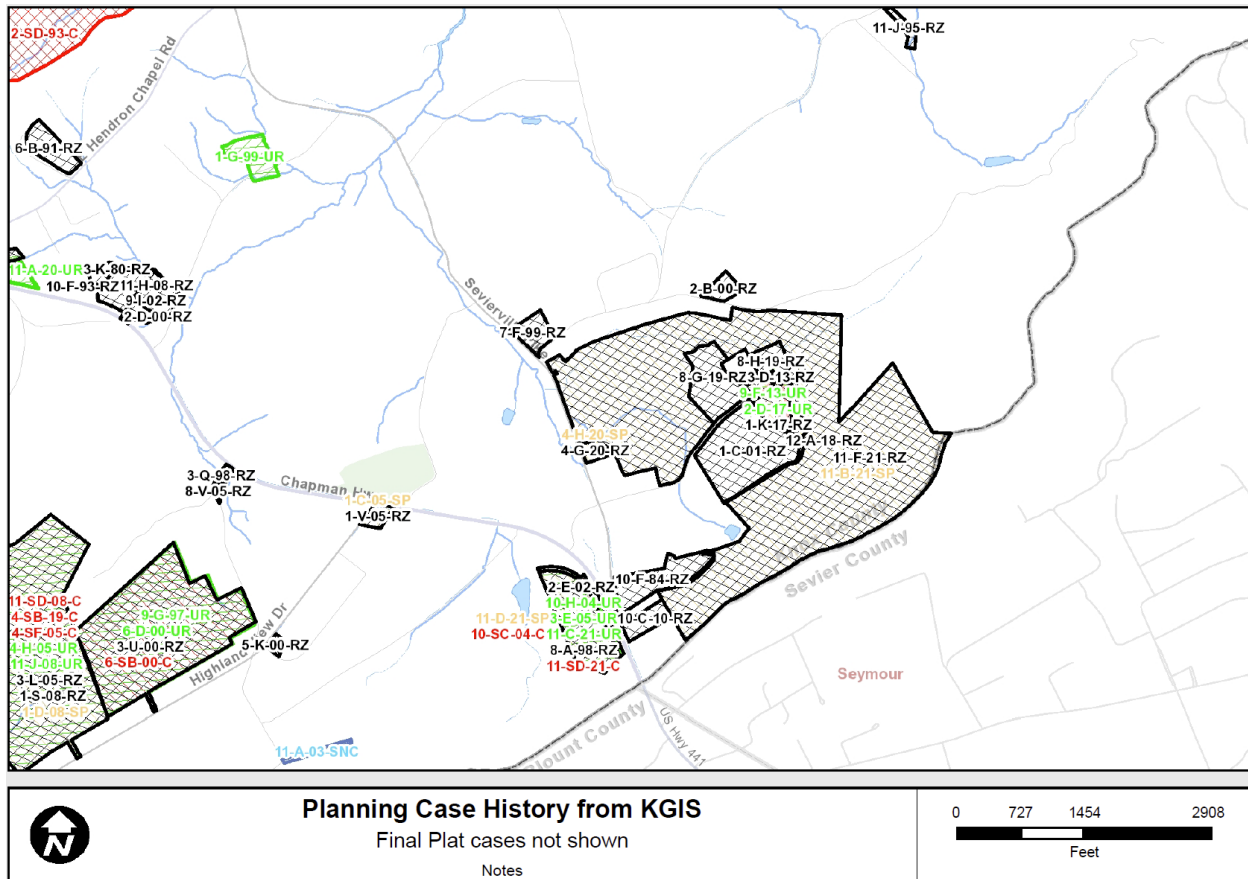 2-SD-93-C
11-J-95-RZ
Hendron Chapel Rd
6-B-91-RZ
1-G-99-UR
11-A-20-UR
3-K-80-RZ
10-F-93-RZ
11-H-08-RZ
9-I-02-RZ
2-D-00-RZ
2-B-00-RZ
7-F-99-RZ
8-H-19-RZ
8-G-19-RZ
3-D-13-RZ
9-F-13-UR
2-D-17-UR
1-K-17-RZ
4-H-20-SP
12-A-18-RZ
4-G-20-RZ
1-C-01-RZ
11-F-21-RZ
11-B-21-SP
3-Q-98-RZ
8-V-05-RZ
Chapman
1-C-05-SP
1-V-05-RZ
Sevier County
2-E-02-RZ
10-F-84-RZ
10-H-04-UR
11-D-21-SP
3-E-05-UR
10-C-10-RZ
10-SC-04-C
11-C-21-UR
8-A-98-RZ
11-SD-21-C
11-SD-08-C
4-SB-19-C
4-SF-05-C
4-H-05-UR
11-J-08-UR
3-L-05-RZ
1-S-08-RZ
1-D-08-SP
9-G-97-UR
6-D-00-UR
3-U-00-RZ
6-SB-00-C
5-K-00-RZ
Highland View Dr
Seymour
11-A-03-SNC
Blount County
US Hwy 441
N
Planning Case History from KGIS
Final Plat cases not shown
Notes
0 727 1454 2908
Feet